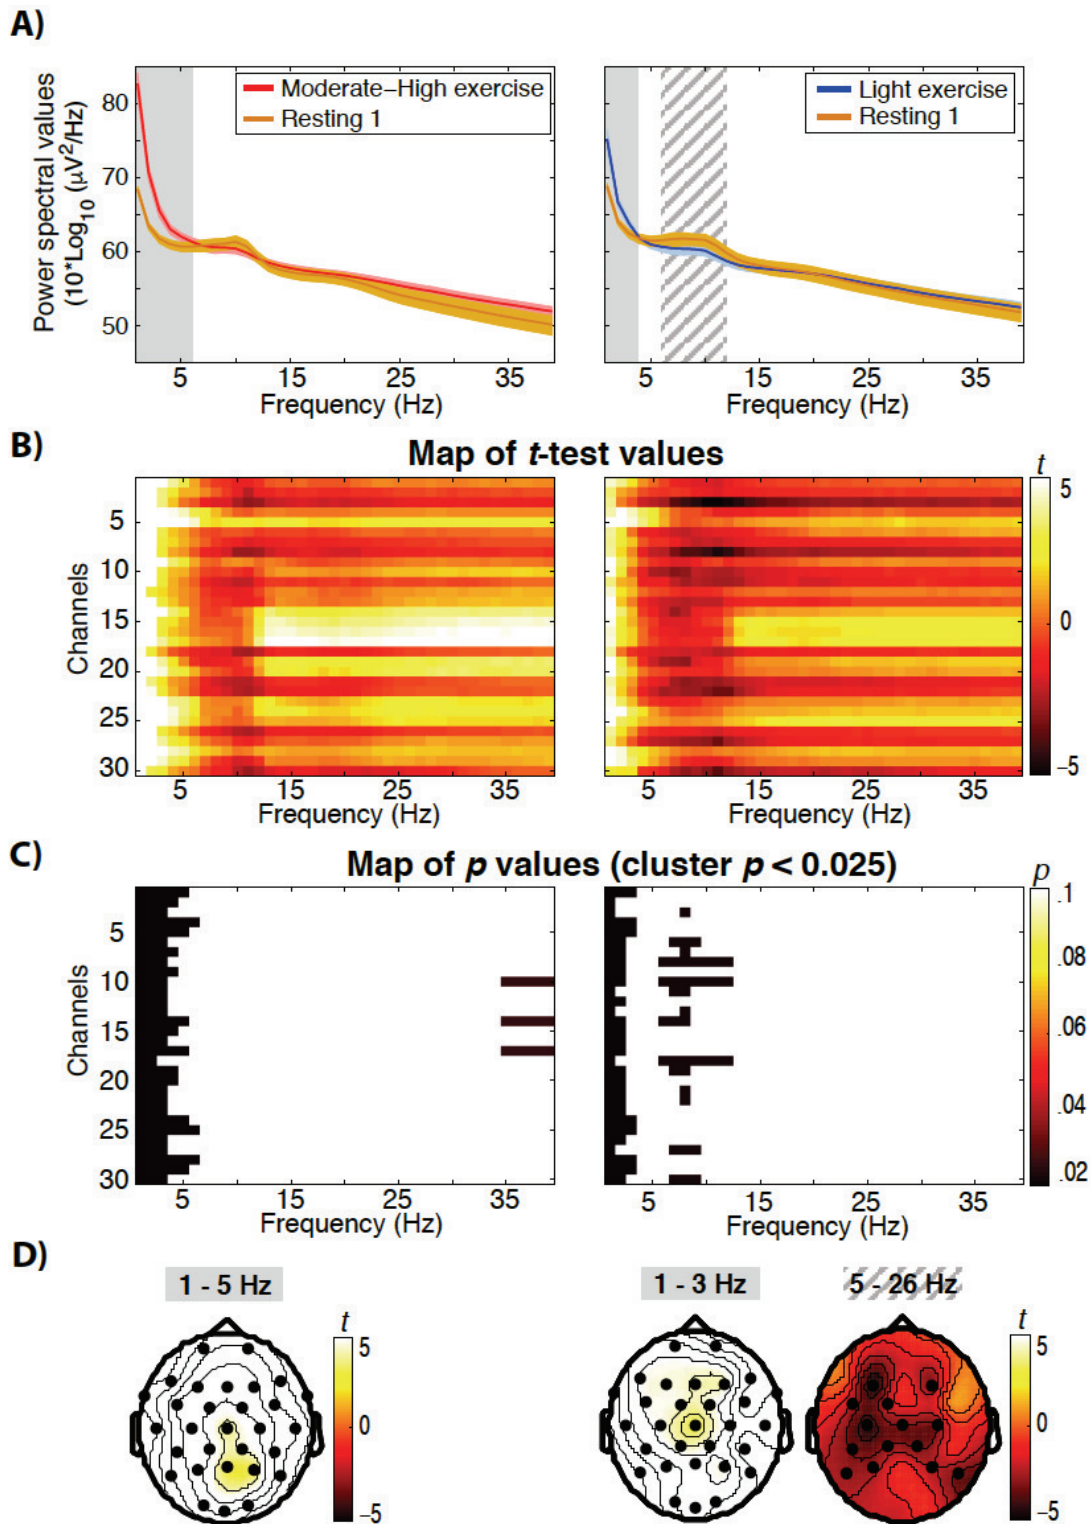 A)
Power spectral values
(10*Log10 (µV²/Hz)
80
70
60
50
Moderate–High exercise
Resting 1
Light exercise
Resting 1
5 15 25 35
Frequency (Hz)
5 15 25 35
Frequency (Hz)
B)
Map of t-test values
Channels
5
10
15
20
25
30
5 15 25 35
Frequency (Hz)
5 15 25 35
Frequency (Hz)
t
5
0
−5
C)
Map of p values (cluster p < 0.025)
Channels
5
10
15
20
25
30
5 15 25 35
Frequency (Hz)
5 15 25 35
Frequency (Hz)
p
.1
.08
.06
.04
.02
D)
1 - 5 Hz
t
5
0
−5
1 - 3 Hz
5 - 26 Hz
t
5
0
−5